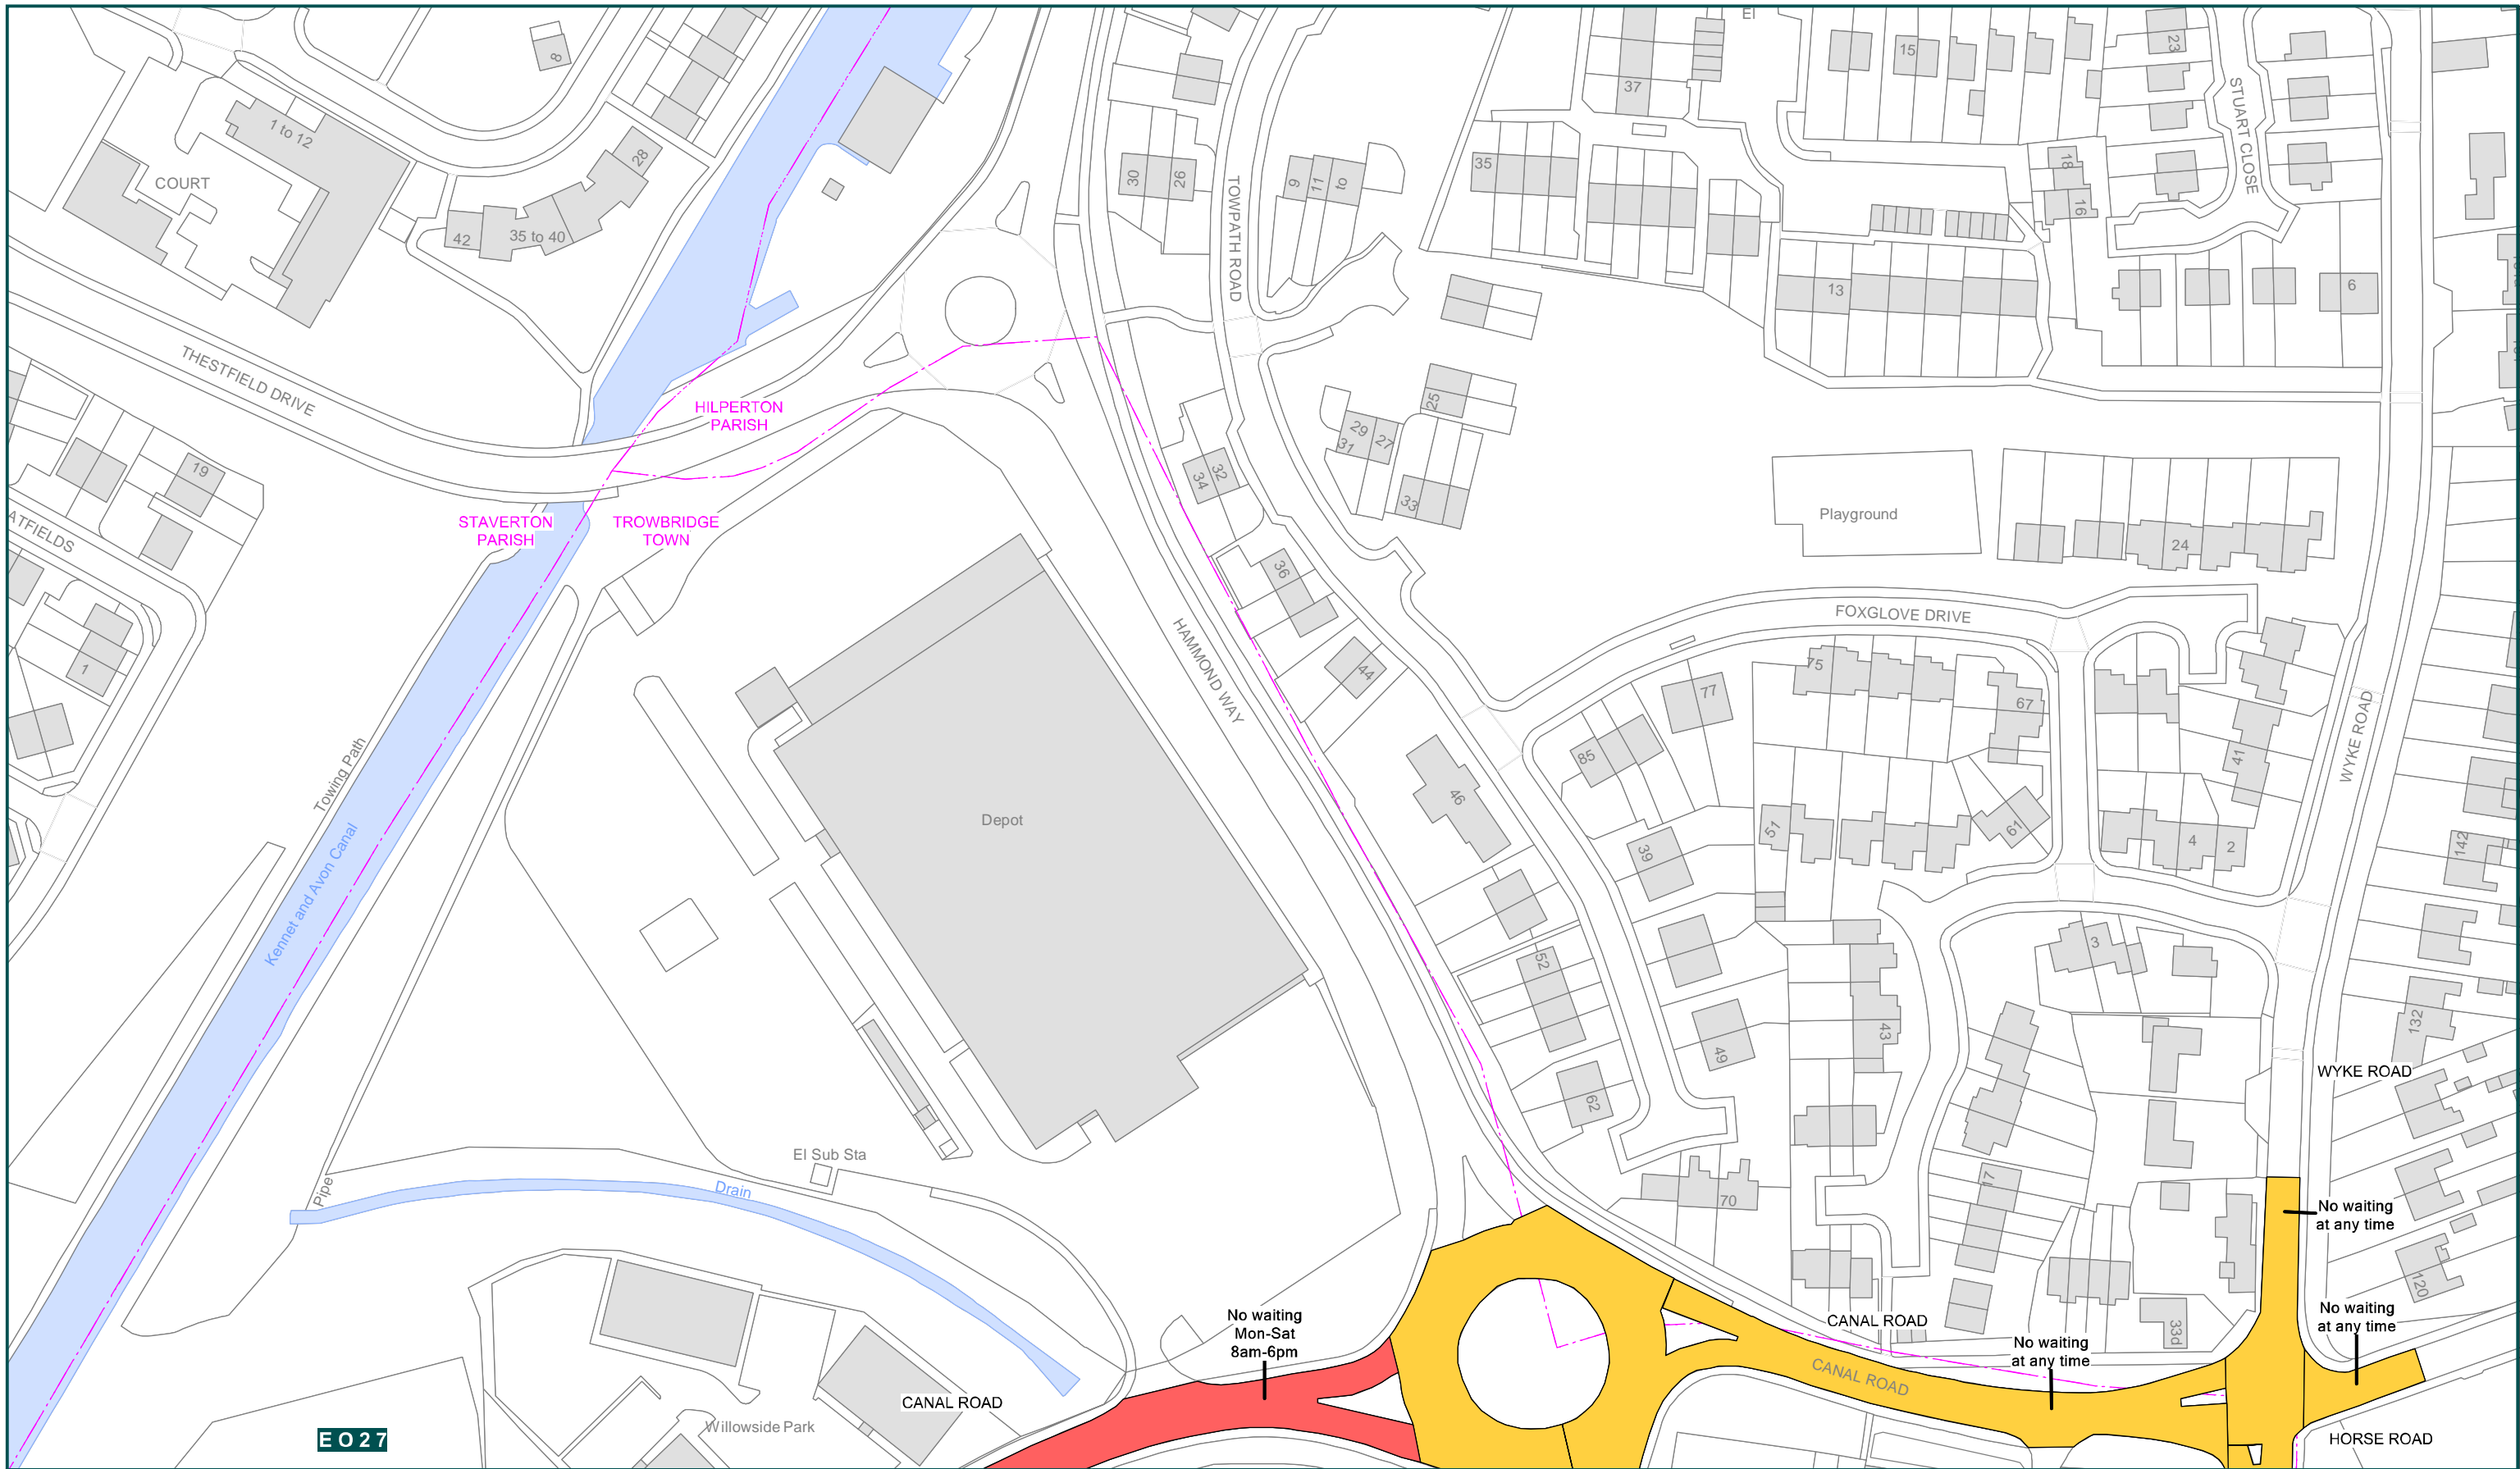 El
8
37
15
23
STUART CLOSE
1 to 12
COURT
28
42
35 to 40
30
26
TOWPATH ROAD
9
11
to
35
18
16
13
6
THESTFIELD DRIVE
HILPERTON
PARISH
19
25
29
31
27
33
32
34
STAVERTON
PARISH
TROWBRIDGE
TOWN
ATFIELDS
Playground
24
36
44
FOXGLOVE DRIVE
1
HAMMOND WAY
75
77
67
85
41
WYKE ROAD
Towing Path
Depot
46
51
61
39
4
2
142
Kennet and Avon Canal
52
3
43
49
132
62
WYKE ROAD
El Sub Sta
Pipe
Drain
70
17
No waiting
at any time
120
No waiting
Mon-Sat
8am-6pm
CANAL ROAD
33d
No waiting
at any time
No waiting
at any time
CANAL ROAD
CANAL ROAD
Willowside Park
EO27
HORSE ROAD